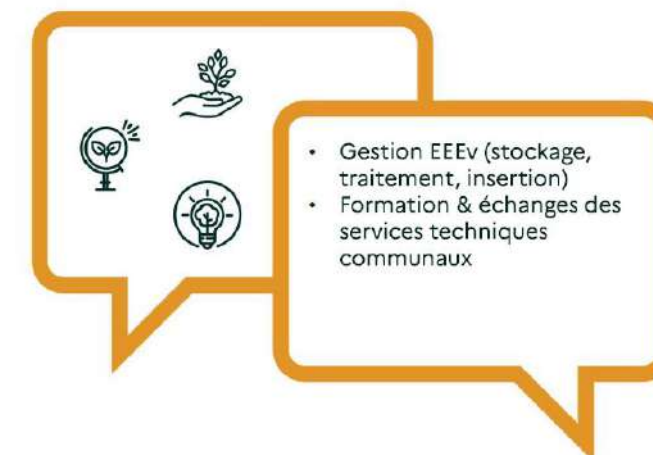 • Gestion EEEv (stockage,
traitement, insertion)
• Formation & échanges des
services techniques
communaux